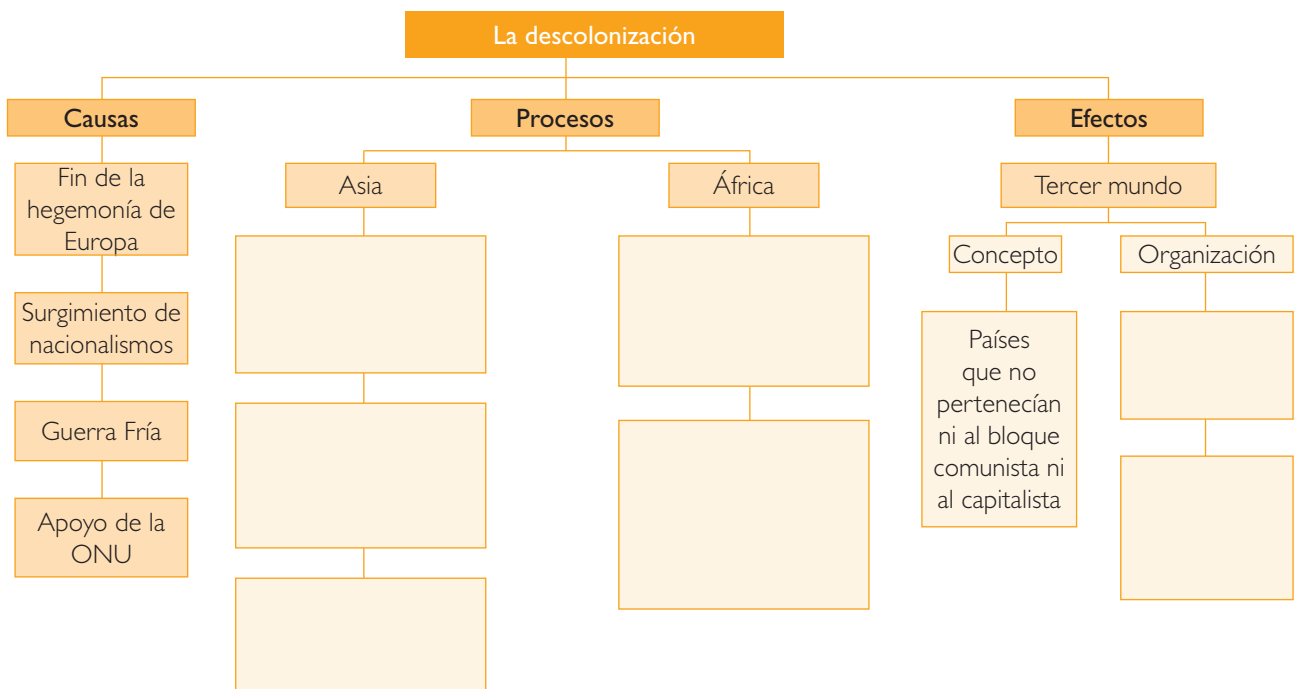 La descolonización
Causas
Fin de la
hegemonía de
Europa
Surgimiento de
nacionalismos
Guerra Fría
Apoyo de la
ONU
Procesos
Asia
África
Efectos
Tercer mundo
Concepto
Países
que no
pertenecían
ni al bloque
comunista ni
al capitalista
Organización